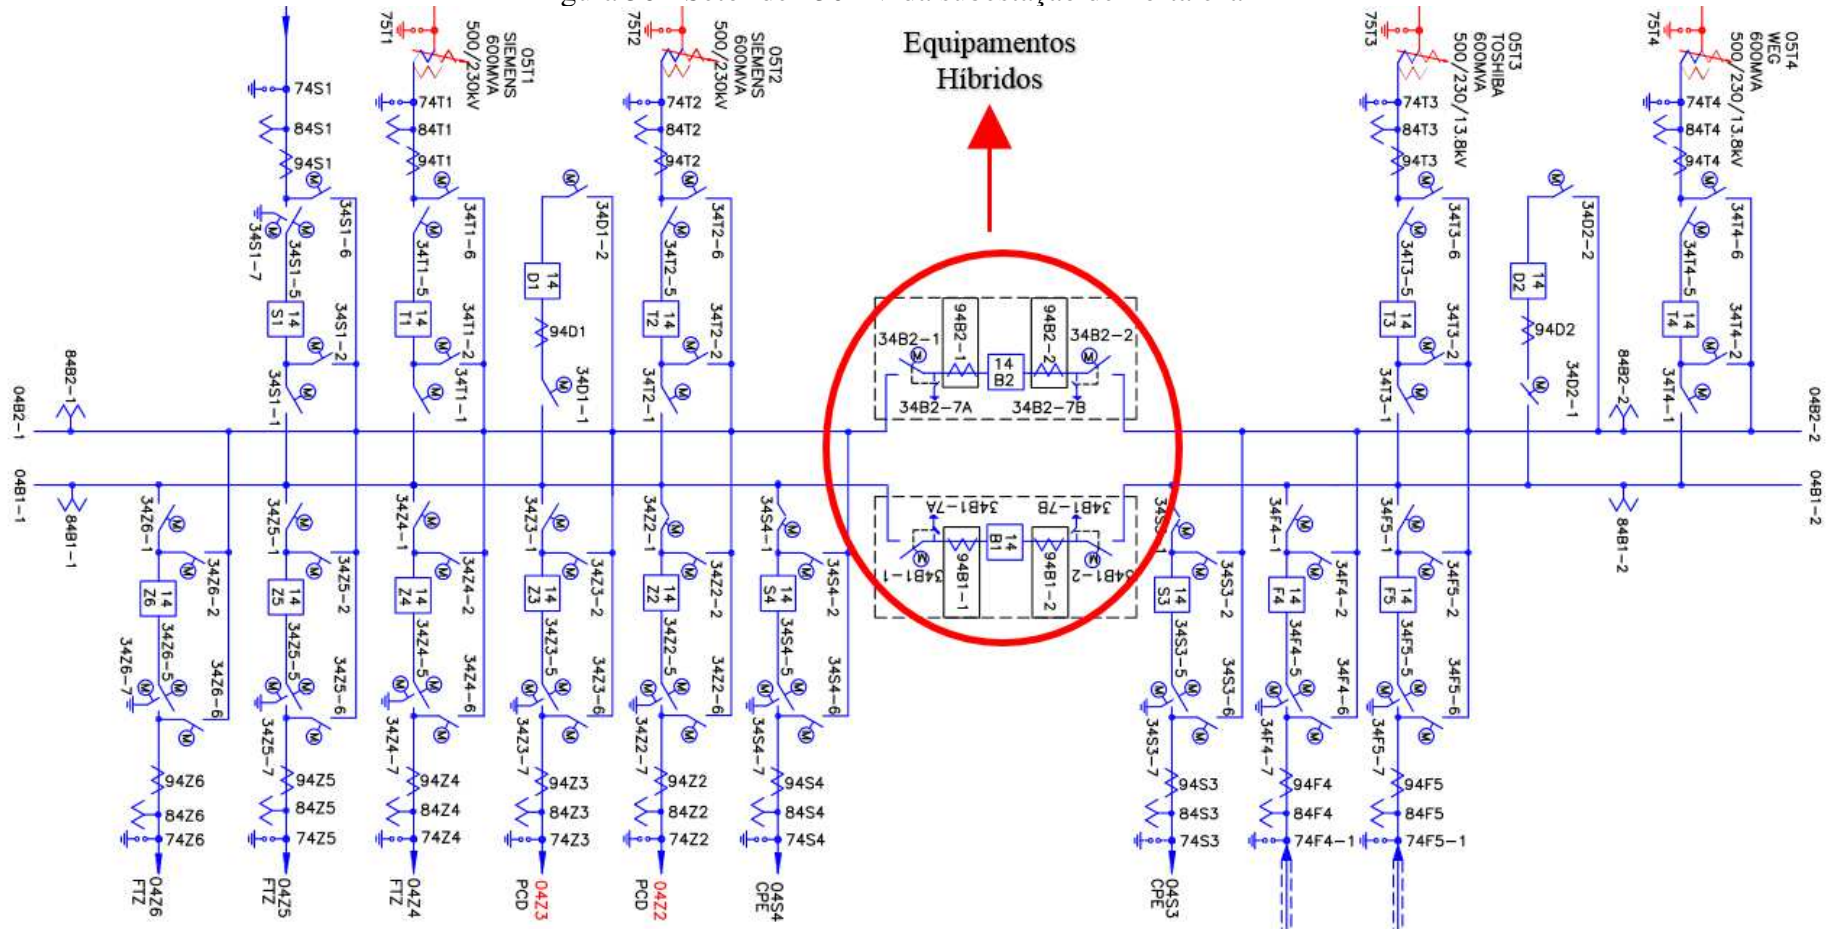 75T1
05T1
SIEMENS
600MVA
500/230kV
75T2
05T2
SIEMENS
600MVA
500/230kV
Equipamentos
Híbridos
75T3
05T3
TOSHIBA
600MVA
500/230/13.8kV
75T4
05T4
WEG
600MVA
500/230/13.8kV
74S1
84S1
94S1
74T1
84T1
94T1
74T2
84T2
94T2
74T3
84T3
94T3
74T4
84T4
94T4
M
34S1-7
34S1-5
34S1-6
34T1-5
34T1-6
34D1-2
34T2-5
34T2-6
34T3-5
34T3-6
34D2-2
34T4-5
34T4-6
14
S1
14
T1
14
D1
14
T2
14
T3
14
D2
14
T4
94D1
94D2
34S1-2
34T1-2
34T2-2
34T3-2
34T4-2
34S1-1
34T1-1
34D1-1
34T2-1
34T3-1
34D2-1
34T4-1
34B2-1
94B2-1
94B2-2
34B2-2
14
B2
34B2-7A
34B2-7B
84B2-1
04B2-1
84B2-2
04B2-2
04B1-1
84B1-1
04B1-2
84B1-2
34B1-7A
34B1-7B
14
B1
34B1-1
94B1-1
94B1-2
34B1-2
34Z6-1
34Z5-1
34Z4-1
34Z3-1
34Z2-1
34S4-1
34F4-1
34F5-1
34Z6-2
34Z5-2
34Z4-2
34Z3-2
34Z2-2
34S4-2
34S3-2
34F4-2
34F5-2
14
Z6
14
Z5
14
Z4
14
Z3
14
Z2
14
S4
14
S3
14
F4
14
F5
34Z6-5
34Z5-5
34Z4-5
34Z3-5
34Z2-5
34S4-5
34S3-5
34F4-5
34F5-5
34Z6-6
34Z5-6
34Z4-6
34Z3-6
34Z2-6
34S4-6
34S3-6
34F4-6
34F5-6
34Z6-7
34Z5-7
34Z4-7
34Z3-7
34Z2-7
34S4-7
34S3-7
34F4-7
34F5-7
94Z6
94Z5
94Z4
94Z3
94Z2
94S4
94S3
94F4
94F5
84Z6
84Z5
84Z4
84Z3
84Z2
84S4
84S3
84F4
84F5
74Z6
74Z5
74Z4
74Z3
74Z2
74S4
74S3
74F4-1
74F5-1
04Z6
FTZ
04Z5
FTZ
04Z4
FTZ
04Z3
PCD
04Z2
PCD
04S4
CPE
04S3
CPE